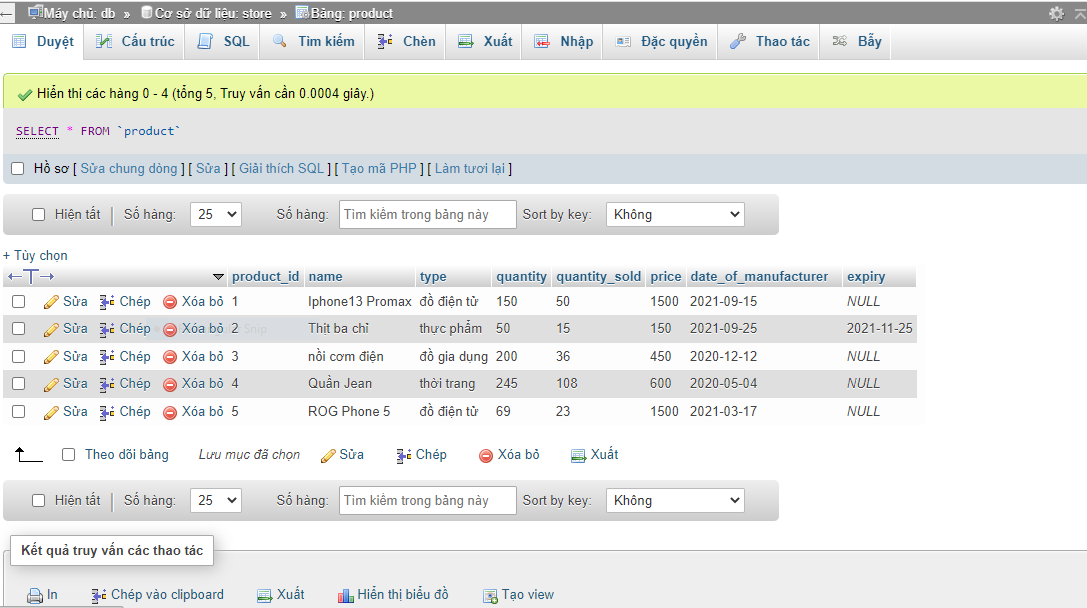 Máy chủ: db » Cơ sở dữ liệu: store » Bảng: product
Duyệt Cấu trúc SQL Tìm kiếm Chèn Xuất Nhập Đặc quyền Thao tác Bẫy
Hiển thị các hàng 0 - 4 (tổng 5, Truy vấn cần 0.0004 giây.)
SELECT * FROM `product`
Hồ sơ [ Sửa chung dòng ] [ Sửa ] [ Giải thích SQL ] [ Tạo mã PHP ] [ Làm tươi lại ]
Hiện tất Số hàng: 25 Số hàng: Tìm kiếm trong bảng này Sort by key: Không
+ Tùy chọn
←T→ product_id name type quantity quantity_sold price date_of_manufacturer expiry
Sửa Chép Xóa bỏ 1 Iphone13 Promax đồ điện tử 150 50 1500 2021-09-15 NULL
Sửa Chép Xóa bỏ 2 Thịt ba chỉ thực phẩm 50 15 150 2021-09-25 2021-11-25
Sửa Chép Xóa bỏ 3 nồi cơm điện đồ gia dụng 200 36 450 2020-12-12 NULL
Sửa Chép Xóa bỏ 4 Quần Jean thời trang 245 108 600 2020-05-04 NULL
Sửa Chép Xóa bỏ 5 ROG Phone 5 đồ điện tử 69 23 1500 2021-03-17 NULL
Theo dõi bảng Lưu mục đã chọn Sửa Chép Xóa bỏ Xuất
Hiện tất Số hàng: 25 Số hàng: Tìm kiếm trong bảng này Sort by key: Không
Kết quả truy vấn các thao tác
In Chép vào clipboard Xuất Hiển thị biểu đồ Tạo view